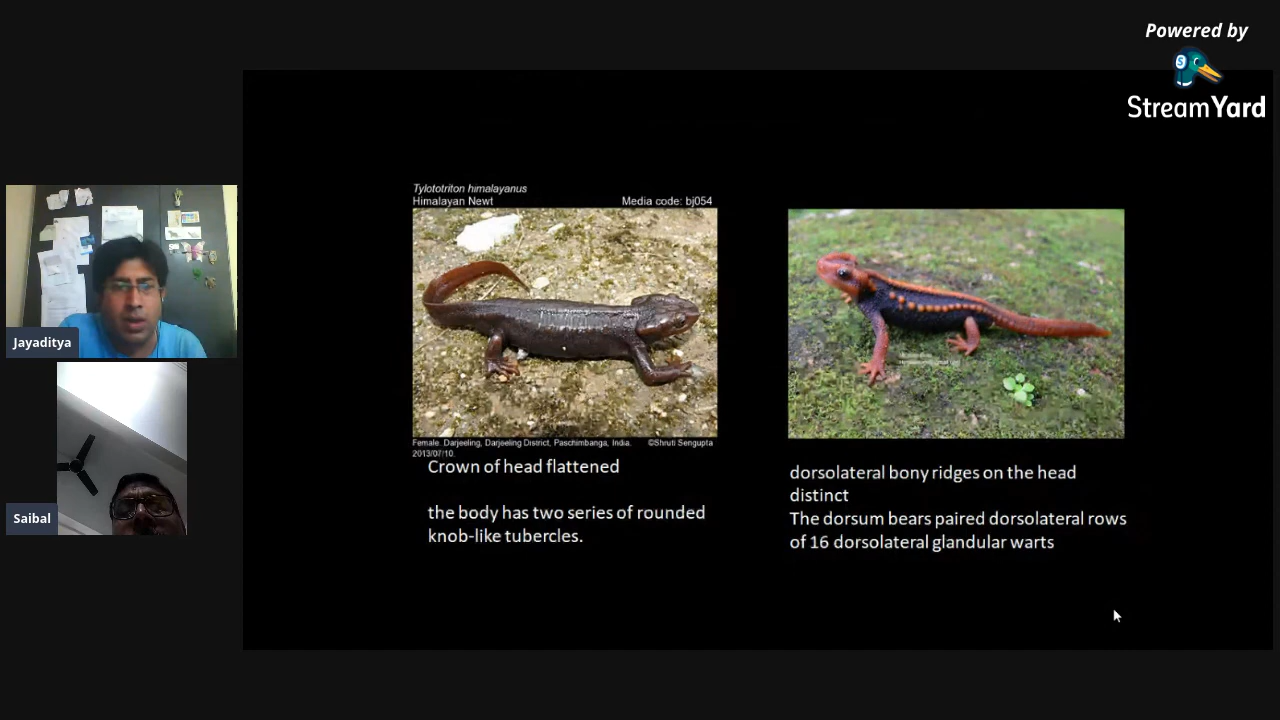 Powered by
StreamYard
Tylototriton himalayanus
Himalayan Newt Media code: bj054
Female. Darjeeling, Darjeeling District, Paschimbanga, India. ©Shruti Sengupta
2013/07/10.
Crown of head flattened
the body has two series of rounded
knob-like tubercles.
dorsolateral bony ridges on the head
distinct
The dorsum bears paired dorsolateral rows
of 16 dorsolateral glandular warts
Jayaditya
Saibal